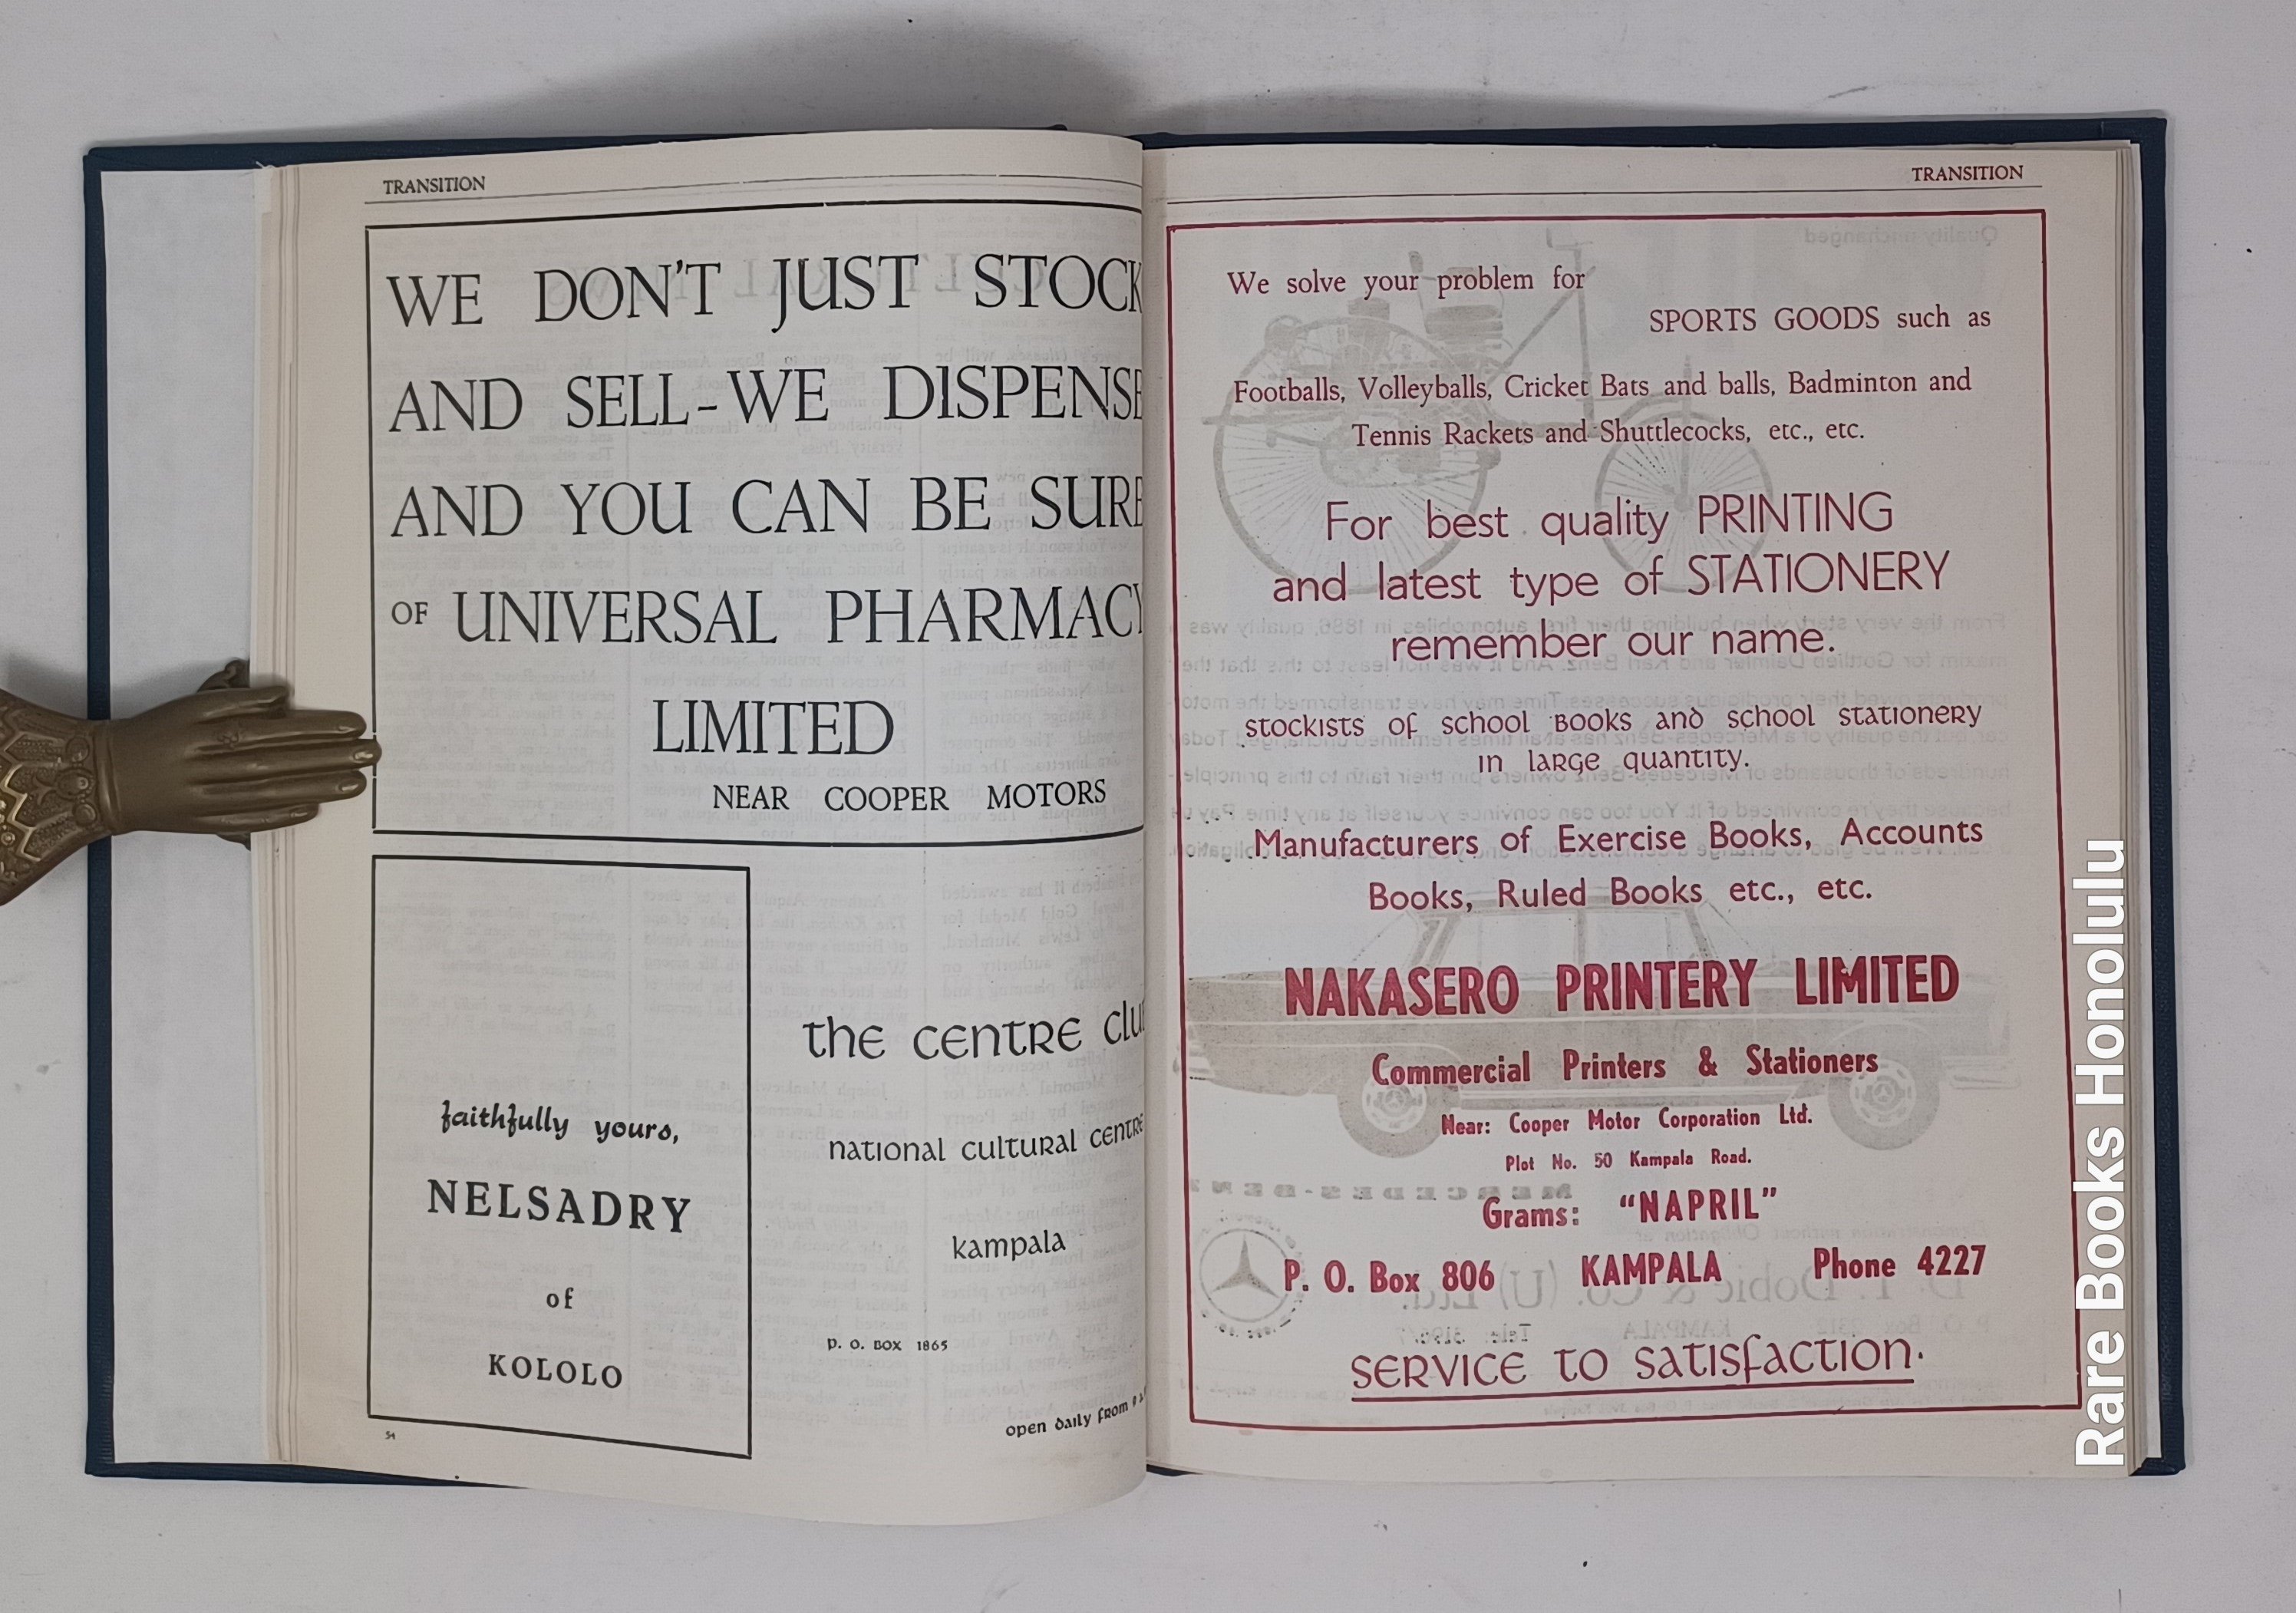 TRANSITION
WE DON'T JUST STOCK
AND SELL-WE DISPENSE
AND YOU CAN BE SURE
OF UNIVERSAL PHARMACY
LIMITED
NEAR COOPER MOTORS
faithfully yours,
NELSADRY
of
KOLOLO
the centre clu
national cultural centre
kampala
P. O. BOX 1865
open daily from
54
TRANSITION
We solve your problem for
SPORTS GOODS such as
Footballs, Volleyballs, Cricket Bats and balls, Badminton and
Tennis Rackets and Shuttlecocks, etc., etc.
For best quality PRINTING
and latest type of STATIONERY
remember our name.
stockists of school books and school stationery
in large quantity.
Manufacturers of Exercise Books, Accounts
Books, Ruled Books etc., etc.
NAKASERO PRINTERY LIMITED
Commercial Printers & Stationers
Near: Cooper Motor Corporation Ltd.
Plot No. 50 Kampala Road.
Grams: "NAPRIL"
P. O. Box 806 KAMPALA Phone 4227
service to satisfaction.
Rare Books Honolulu